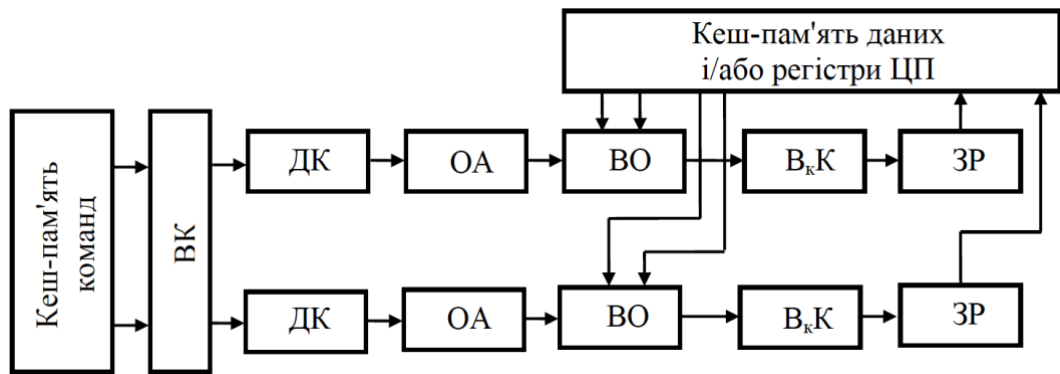 Кеш-пам'ять даних
і/або регістри ЦП
Кеш-пам'ять
команд
ВК
ДК
ОА
ВО
ВкК
ЗР
ДК
ОА
ВО
ВкК
ЗР